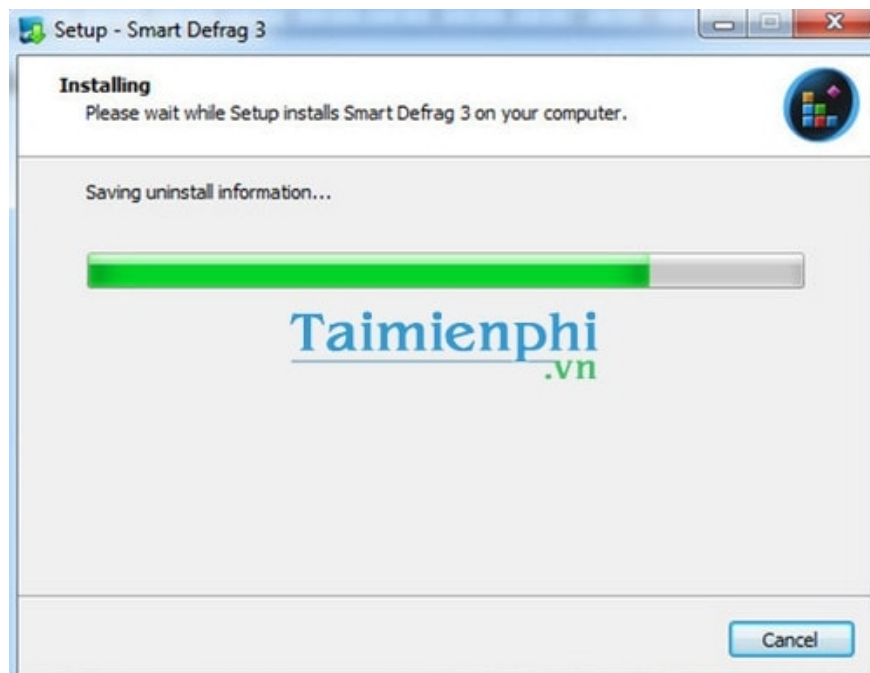 Setup - Smart Defrag 3
Installing
Please wait while Setup installs Smart Defrag 3 on your computer.
Saving uninstall information...
Taimienphi
.vn
Cancel